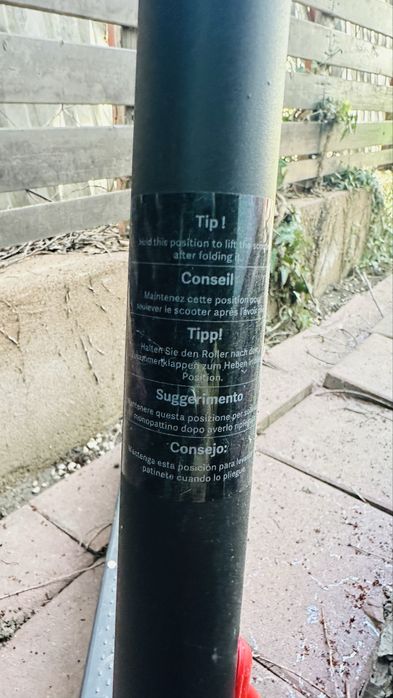 Tip!
Hold this position to lift the
after folding it.
Conseil
Maintenez cette position pour
soulever le scooter après l'avoir
Tipp!
Halten Sie den Roller nach dem
Zusammenklappen zum Heben in
Position.
Suggerimento
Mantenere questa posizione per
monopattino dopo averlo
Consejo:
Mantenga esta posición para
patinete cuando lo pliegue